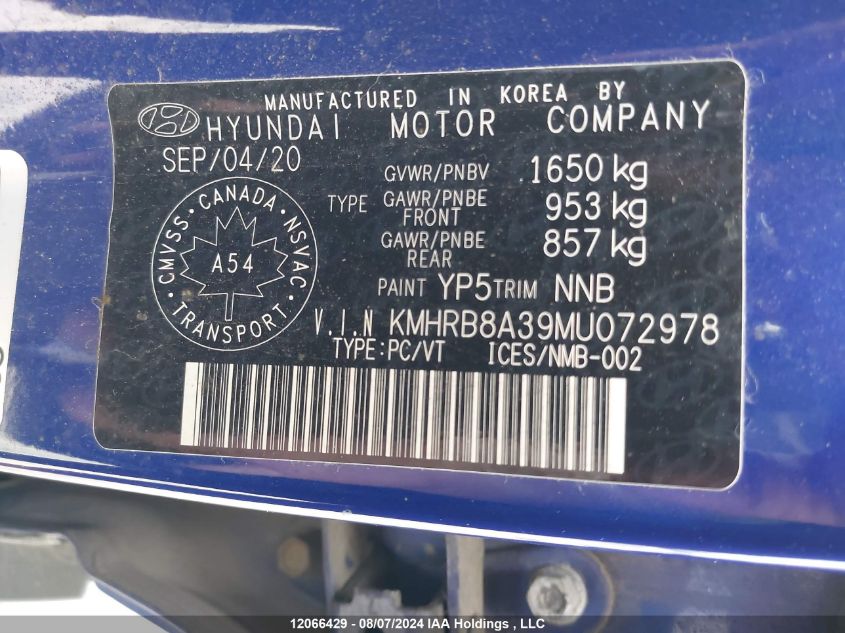 MANUFACTURED IN KOREA BY
HYUNDAI MOTOR COMPANY
SEP/04/20
GVWR/PNBV 1650 kg
TYPE GAWR/PNBE FRONT 953 kg
GAWR/PNBE REAR 857 kg
CMVSS · CANADA · NSVAC
A54
TRANSPORT
PAINT YP5 TRIM NNB
V.I.N KMHRB8A39MU072978
TYPE:PC/VT ICES/NMB-002
12066429 - 08/07/2024 IAA Holdings , LLC